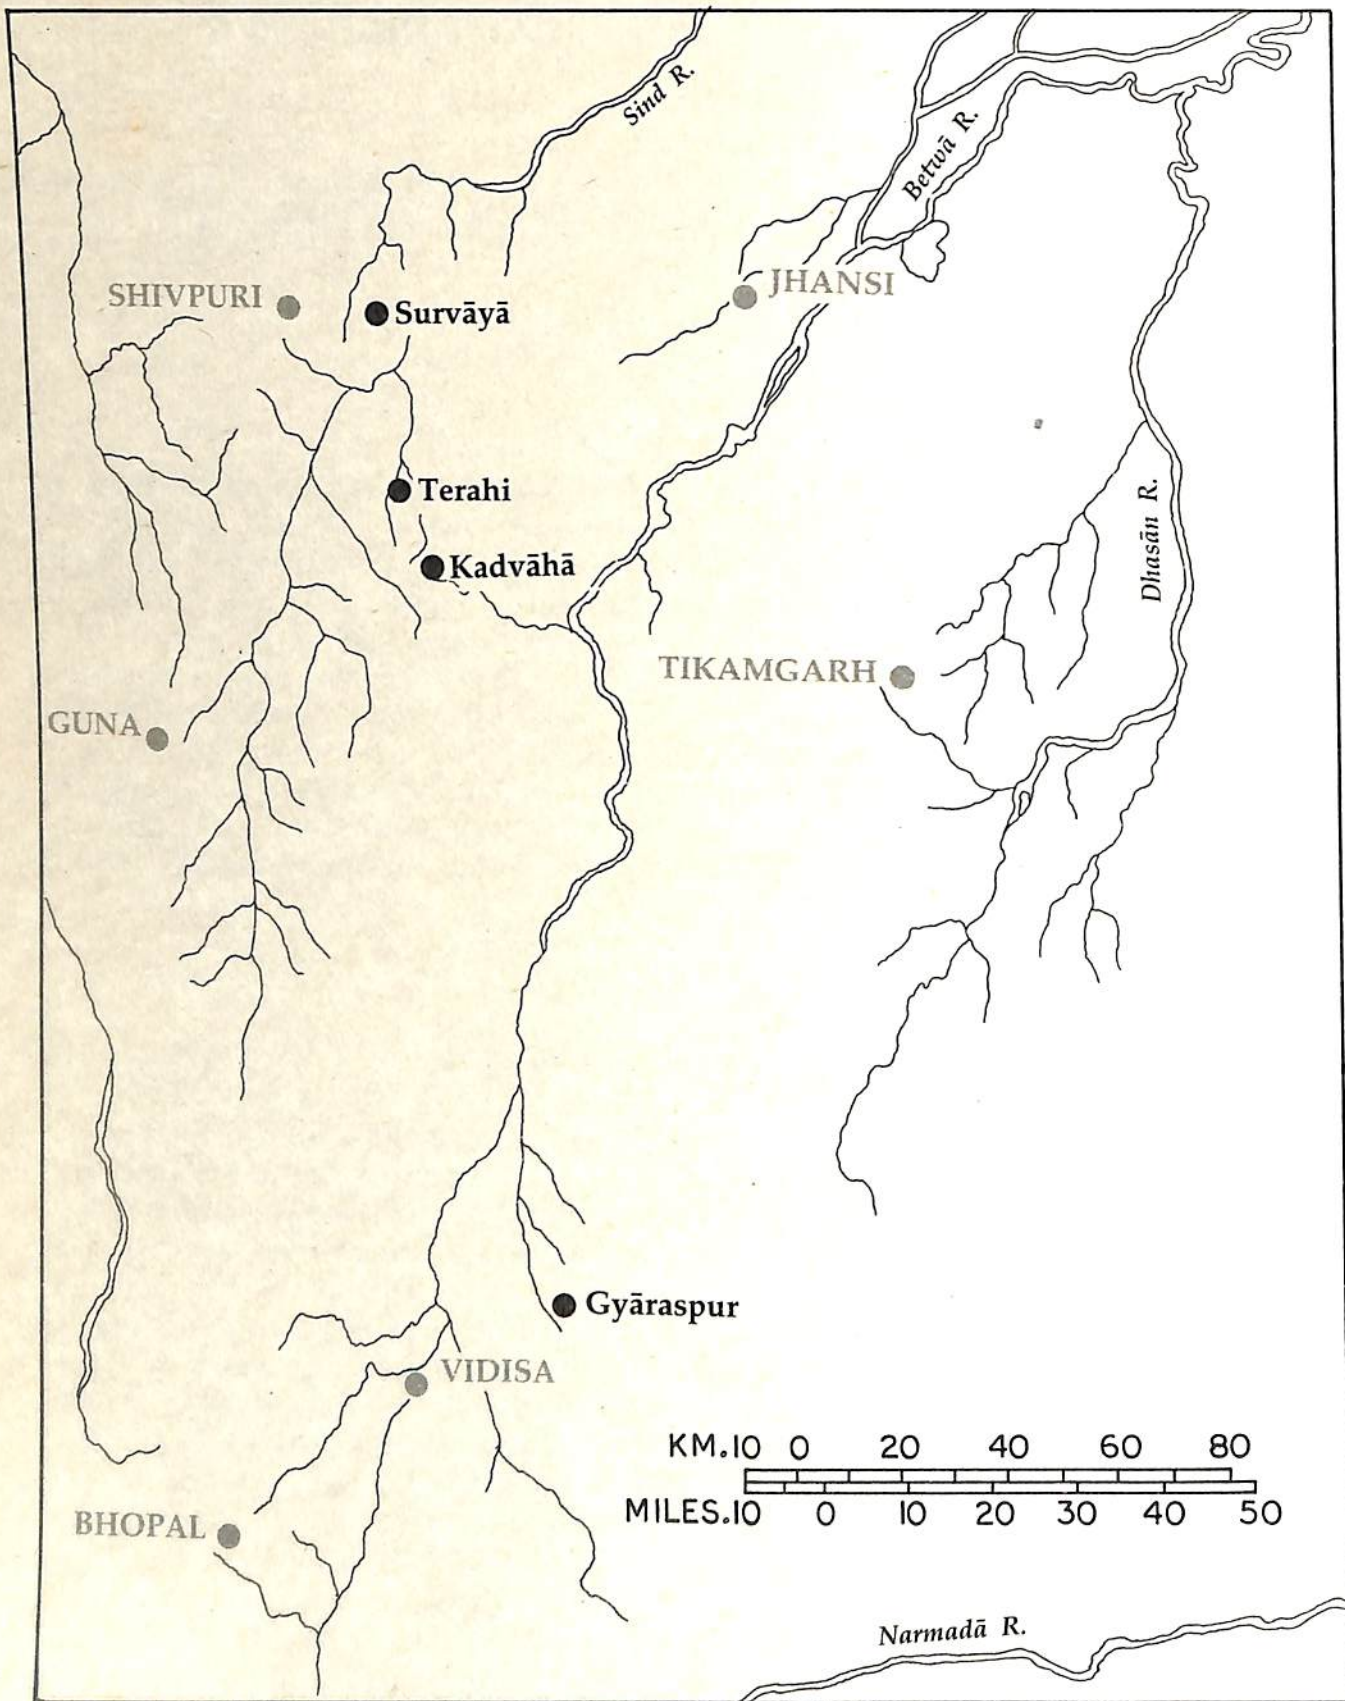 Sind R.
Betwā R.
SHIVPURI
Survāyā
JHANSI
Terahi
Dhasān R.
Kadvāhā
TIKAMGARH
GUNA
Gyāraspur
VIDISA
KM.10 0 20 40 60 80
MILES.10 0 10 20 30 40 50
BHOPAL
Narmadā R.